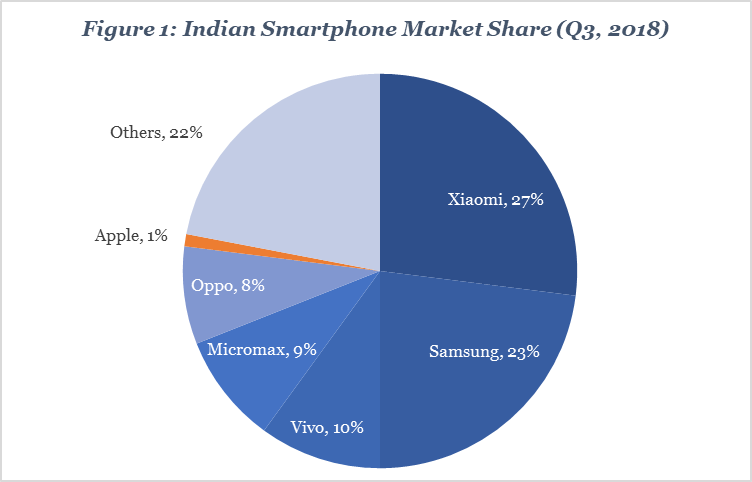 Figure 1: Indian Smartphone Market Share (Q3, 2018)
Others, 22%
Xiaomi, 27%
Apple, 1%
Oppo, 8%
Micromax, 9%
Samsung, 23%
Vivo, 10%